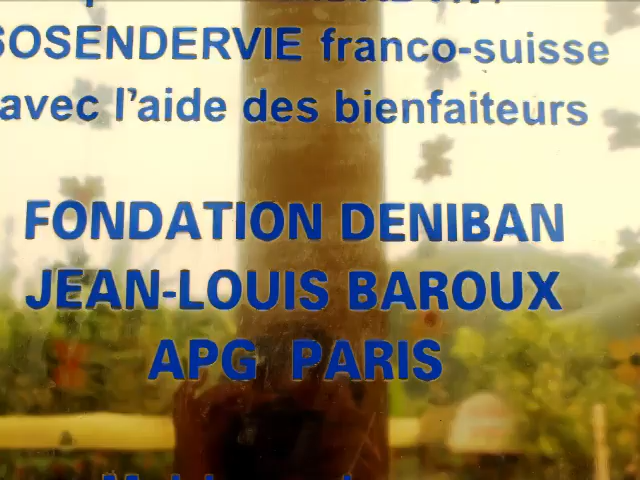 SOSENDERVIE franco-suisse
avec l'aide des bienfaiteurs
FONDATION DENIBAN
JEAN-LOUIS BAROUX
APG PARIS